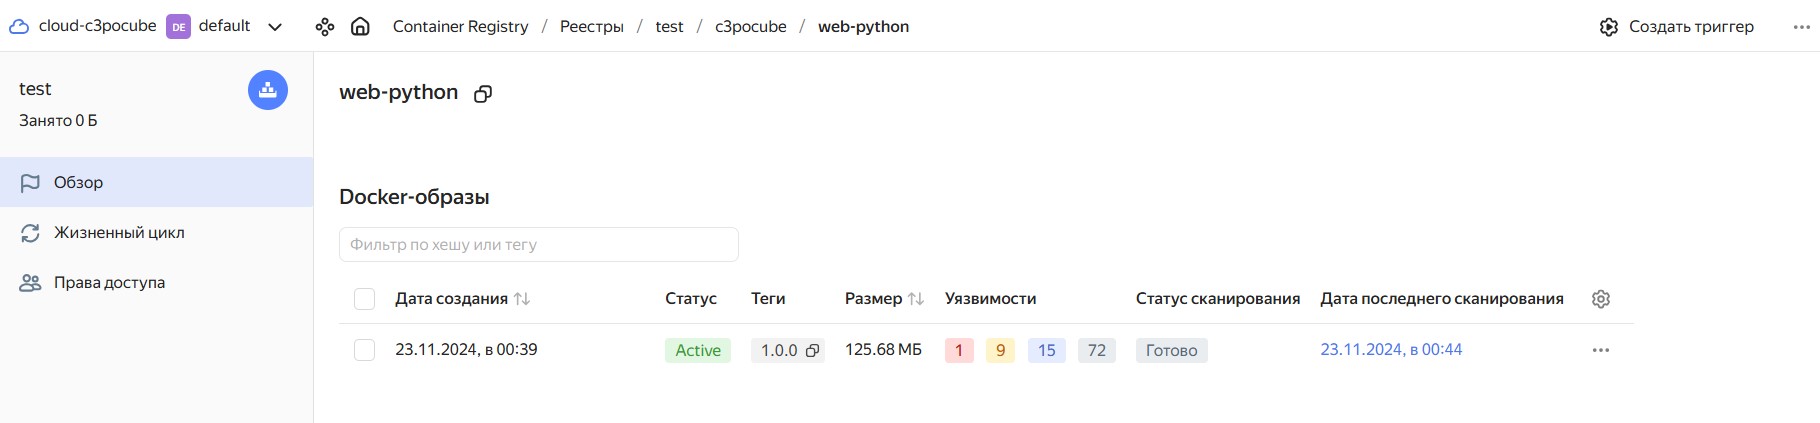 cloud-c3pocube DE default Container Registry / Реестры / test / c3pocube / web-python Создать триггер
test
Занято 0 Б
Обзор
Жизненный цикл
Права доступа
web-python
Docker-образы
Фильтр по хешу или тегу
Дата создания Статус Теги Размер Уязвимости Статус сканирования Дата последнего сканирования
23.11.2024, в 00:39 Active 1.0.0 125.68 МБ 1 9 15 72 Готово 23.11.2024, в 00:44